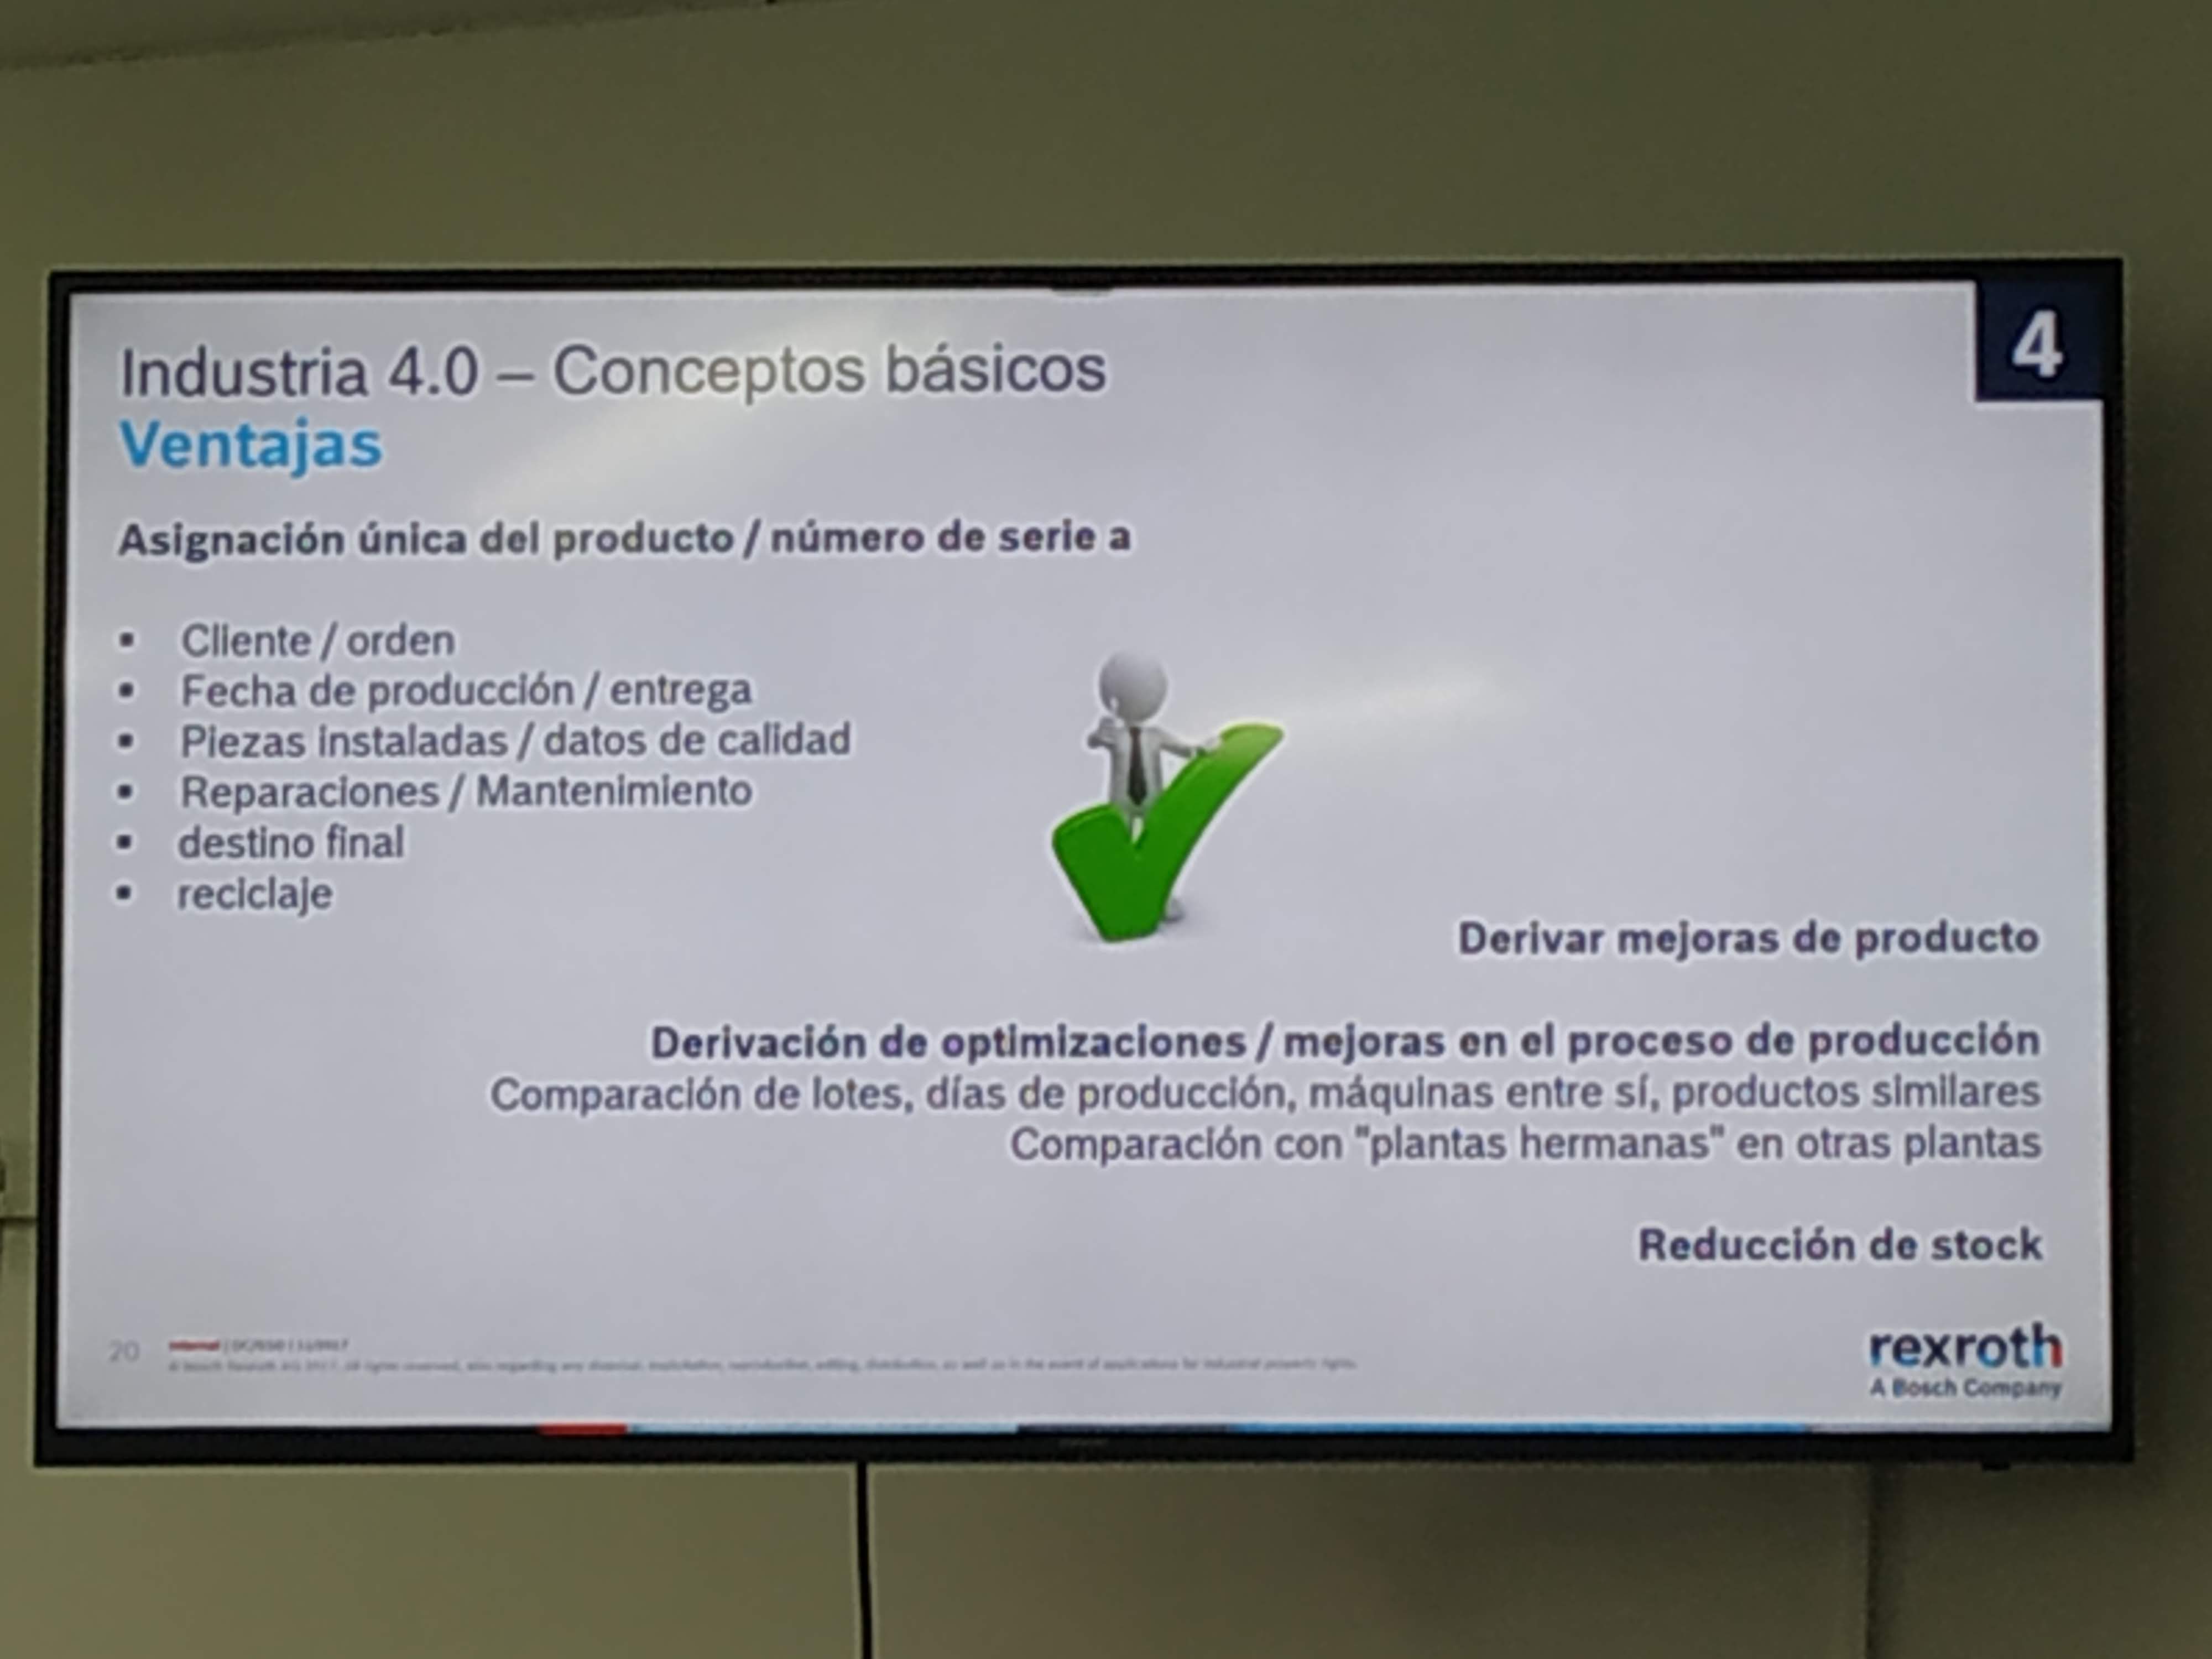 4
Industria 4.0 – Conceptos básicos
Ventajas
Asignación única del producto / número de serie a
▪ Cliente / orden
▪ Fecha de producción / entrega
▪ Piezas instaladas / datos de calidad
▪ Reparaciones / Mantenimiento
▪ destino final
▪ reciclaje
Derivar mejoras de producto
Derivación de optimizaciones / mejoras en el proceso de producción
Comparación de lotes, días de producción, máquinas entre sí, productos similares
Comparación con "plantas hermanas" en otras plantas
Reducción de stock
20
rexroth
A Bosch Company